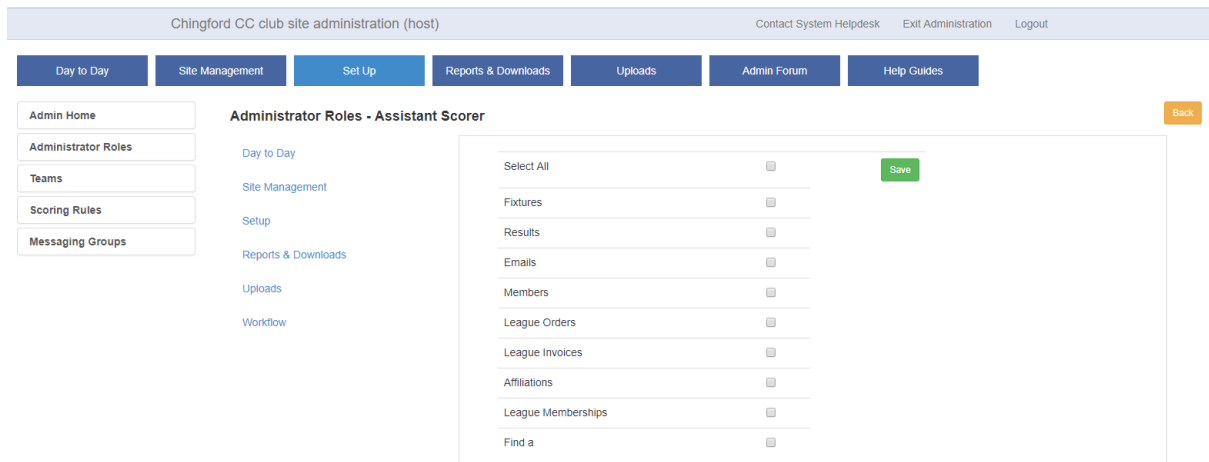 Chingford CC club site administration (host)
Contact System Helpdesk
Exit Administration
Logout
Day to Day
Site Management
Set Up
Reports & Downloads
Uploads
Admin Forum
Help Guides
Admin Home
Administrator Roles
Teams
Scoring Rules
Messaging Groups
Administrator Roles - Assistant Scorer
Back
Day to Day
Site Management
Setup
Reports & Downloads
Uploads
Workflow
Select All
Save
Fixtures
Results
Emails
Members
League Orders
League Invoices
Affiliations
League Memberships
Find a